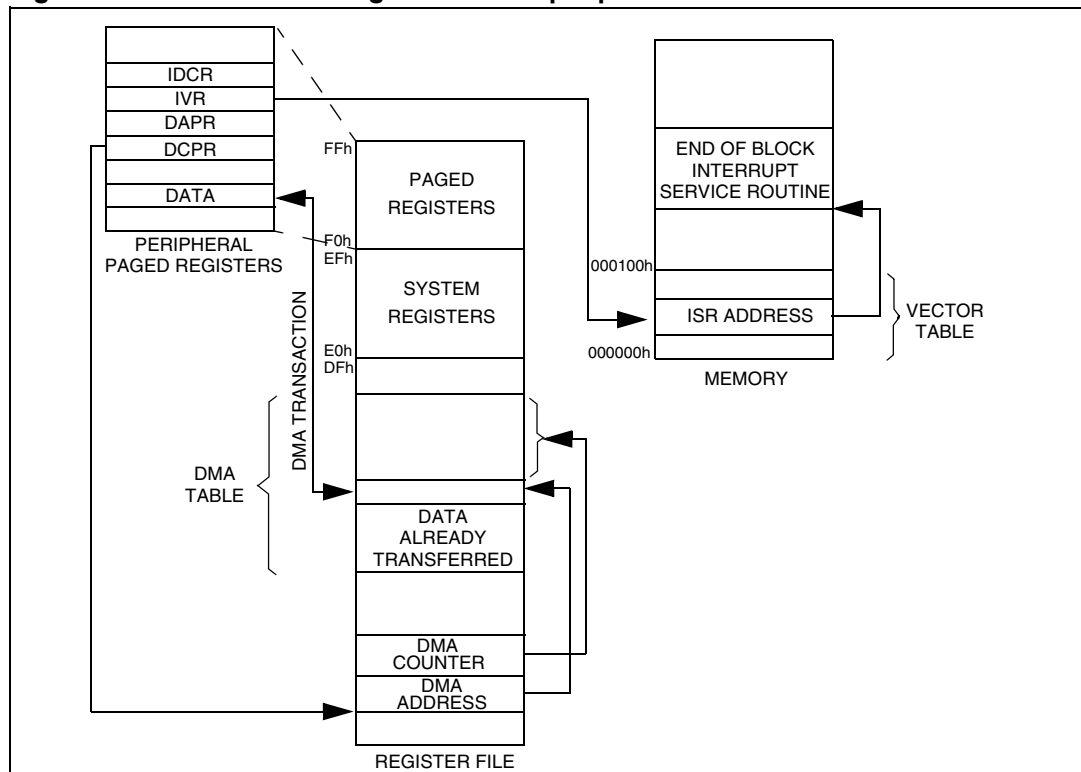 IDCR
IVR
DAPR
DCPR
DATA
PERIPHERAL
PAGED REGISTERS
FFh
PAGED
REGISTERS
F0h
EFh
SYSTEM
REGISTERS
E0h
DFh
DMA TRANSACTION
DMA
TABLE
DATA
ALREADY
TRANSFERRED
DMA
COUNTER
DMA
ADDRESS
REGISTER FILE
END OF BLOCK
INTERRUPT
SERVICE ROUTINE
000100h
ISR ADDRESS
000000h
VECTOR
TABLE
MEMORY